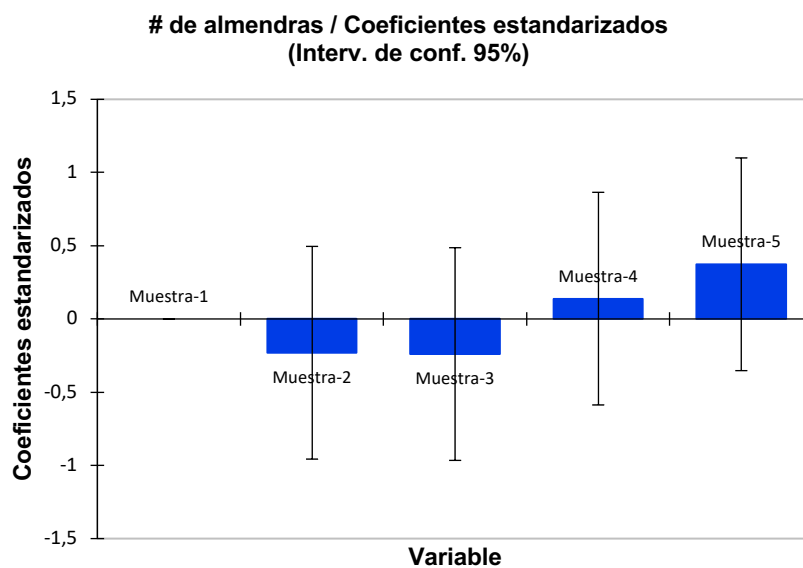 # de almendras / Coeficientes estandarizados
(Interv. de conf. 95%)
Coeficientes estandarizados
1,5
1
0,5
0
-0,5
-1
-1,5
Muestra-1
Muestra-2
Muestra-3
Muestra-4
Muestra-5
Variable